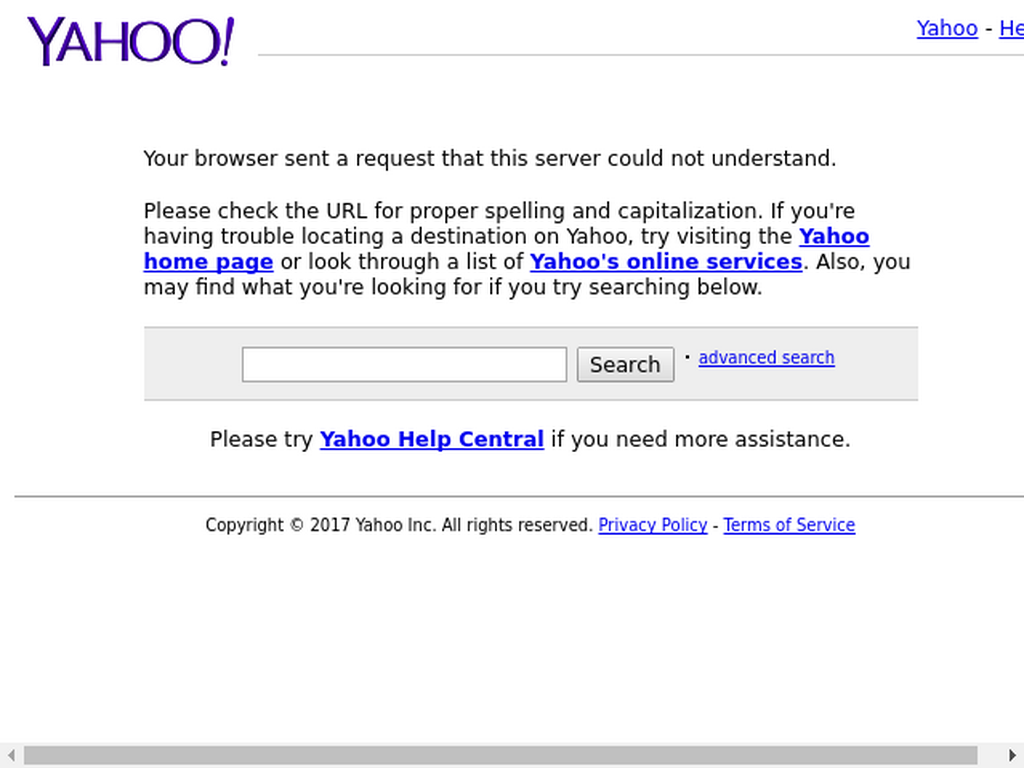 YAHOO!
Yahoo - He
Your browser sent a request that this server could not understand.
Please check the URL for proper spelling and capitalization. If you're
having trouble locating a destination on Yahoo, try visiting the Yahoo
home page or look through a list of Yahoo's online services. Also, you
may find what you're looking for if you try searching below.
Search · advanced search
Please try Yahoo Help Central if you need more assistance.
Copyright © 2017 Yahoo Inc. All rights reserved. Privacy Policy - Terms of Service